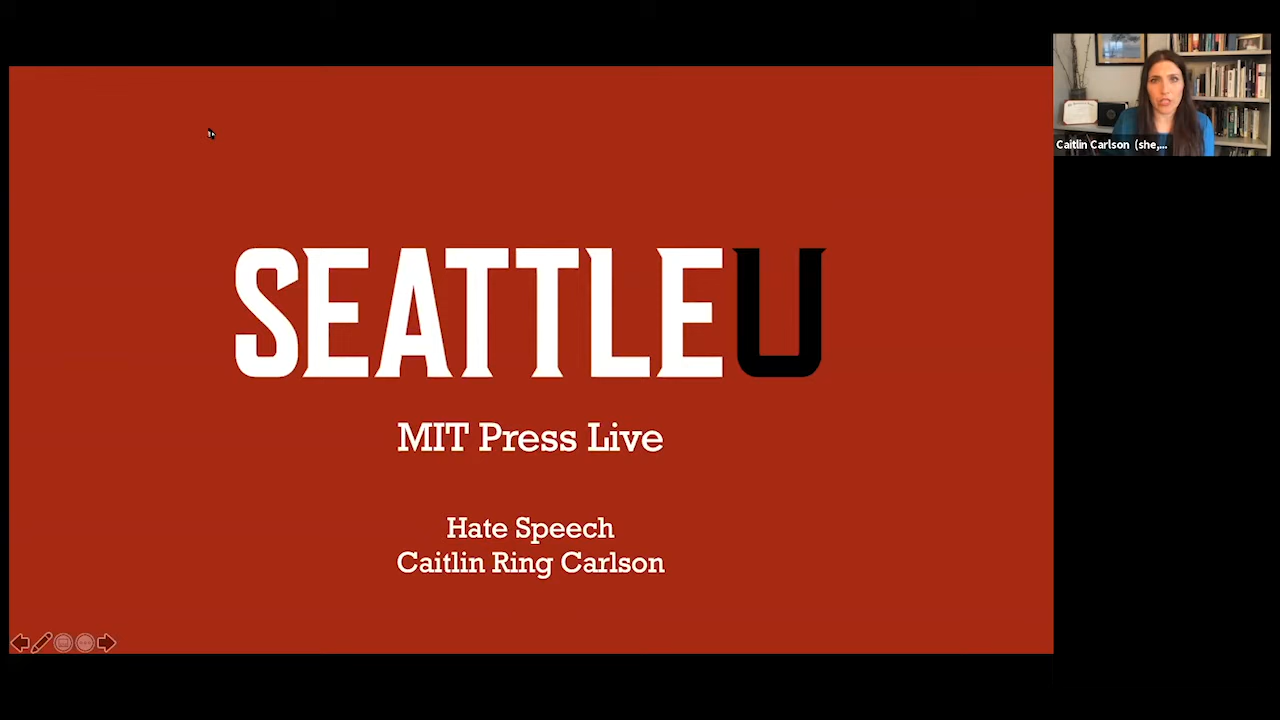 SEATTLEU
MIT Press Live
Hate Speech
Caitlin Ring Carlson
Caitlin Carlson (she,...